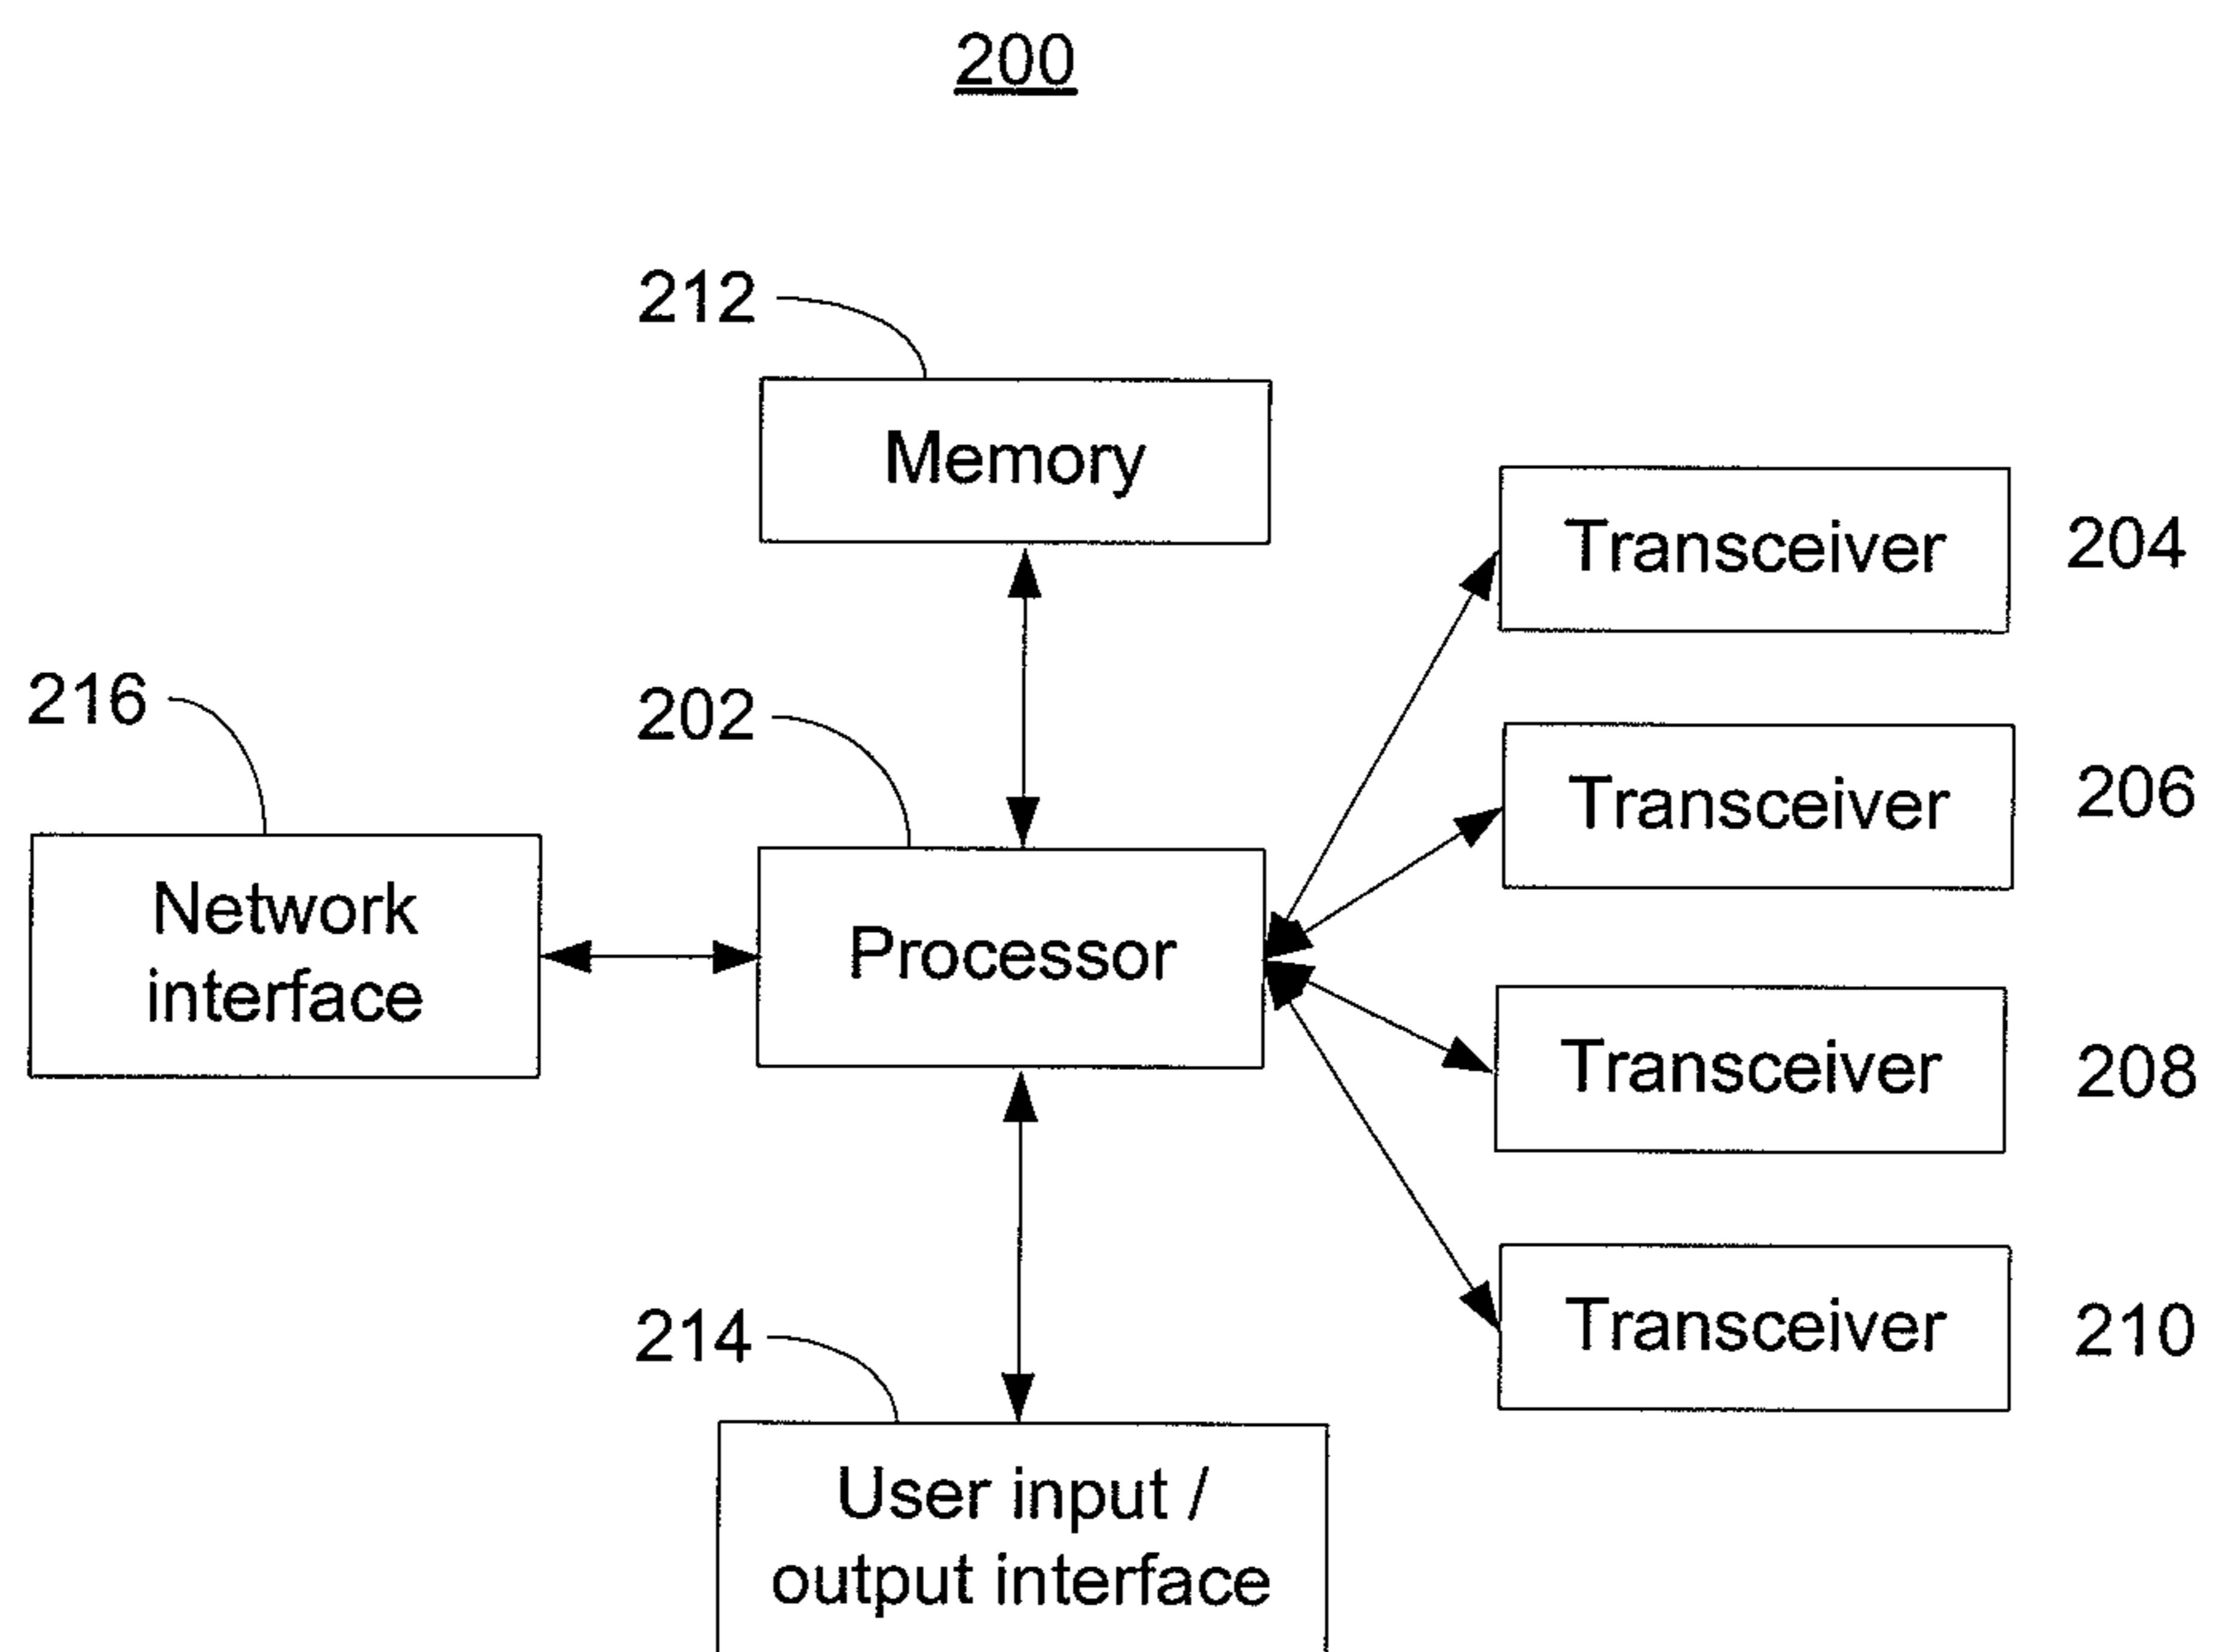 200
212
Memory
Transceiver 204
216
202
Transceiver 206
Network
interface
Processor
Transceiver 208
214
Transceiver 210
User input /
output interface